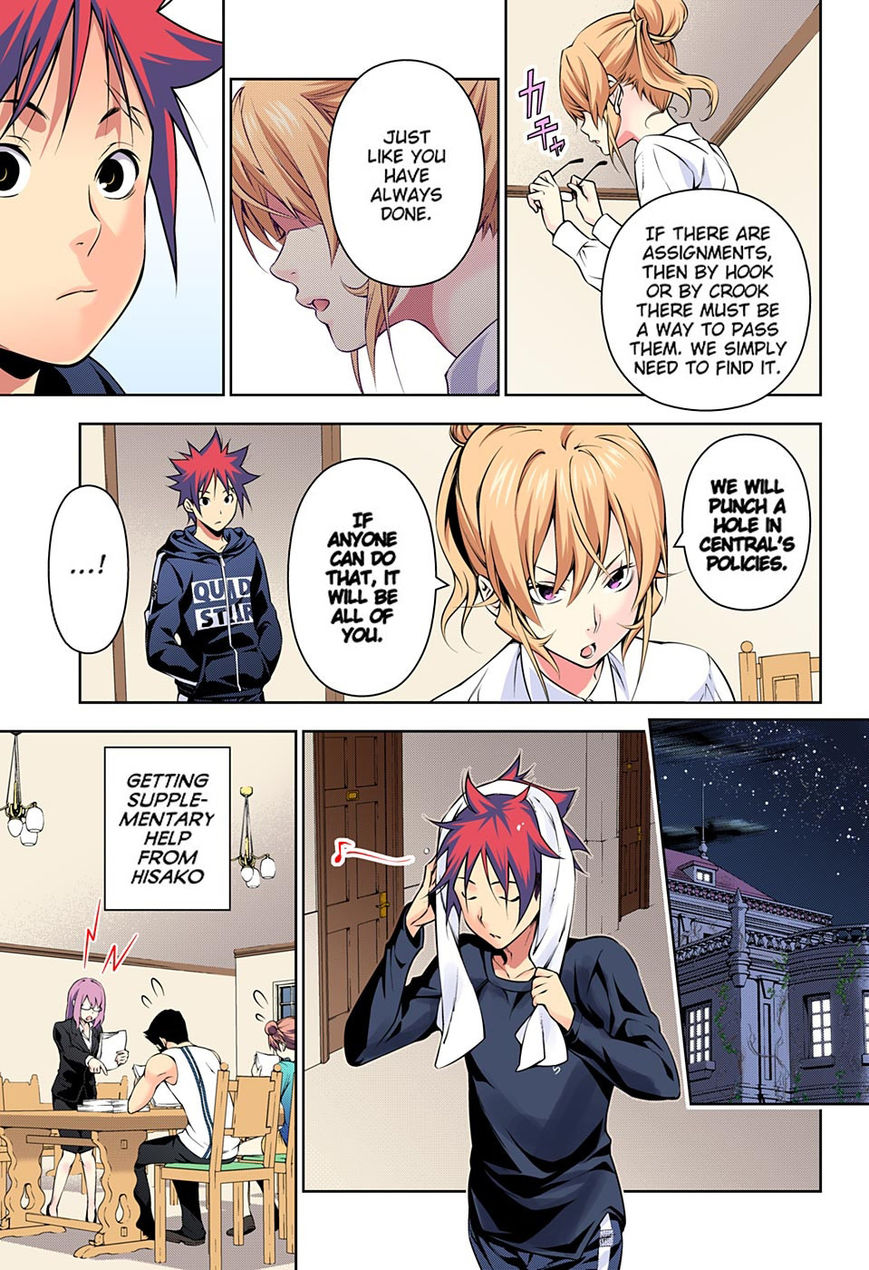 カチャ
IF THERE ARE
ASSIGNMENTS,
THEN BY HOOK
OR BY CROOK
THERE MUST BE
A WAY TO PASS
THEM. WE SIMPLY
NEED TO FIND IT.
JUST
LIKE YOU
HAVE
ALWAYS
DONE.
WE WILL
PUNCH A
HOLE IN
CENTRAL'S
POLICIES.
IF
ANYONE
CAN DO
THAT, IT
WILL BE
ALL OF
YOU.
...!
QUAD
GETTING
SUPPLE-
MENTARY
HELP
FROM
HISAKO